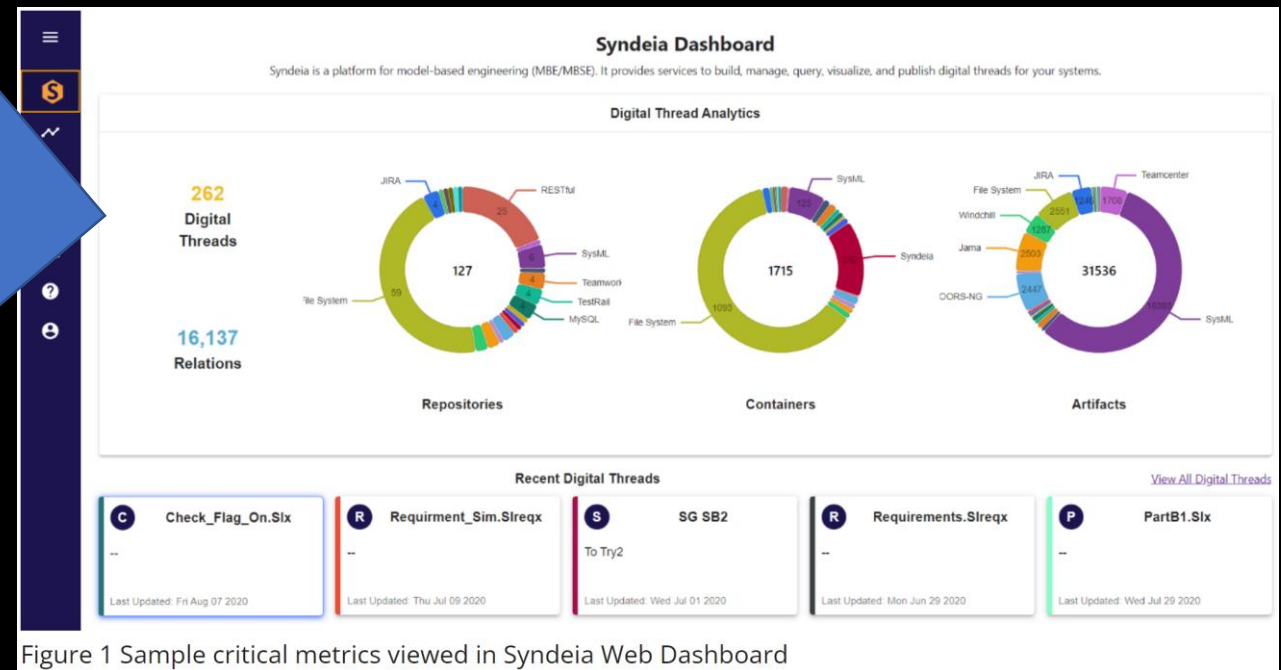 Syndeia Dashboard
Syndeia is a platform for model-based engineering (MBE/MBSE). It provides services to build, manage, query, visualize, and publish digital threads for your systems.
Digital Thread Analytics
262
Digital
Threads
16,137
Relations
JIRA
4
RESTful
25
SysML
6
Teamwork
4
TestRail
4
MySQL
4
File System
59
127
Repositories
SysML
125
Syndeia
File System
1093
1715
Containers
JIRA
Teamcenter
1708
File System
2551
Windchill
1267
Jama
2503
DORS-NG
2447
SysML
31536
Artifacts
Recent Digital Threads
View All Digital Threads
C Check_Flag_On.Slx
--
Last Updated: Fri Aug 07 2020
R Requirment_Sim.Slreqx
--
Last Updated: Thu Jul 09 2020
S SG SB2
To Try2
Last Updated: Wed Jul 01 2020
R Requirements.Slreqx
--
Last Updated: Mon Jun 29 2020
P PartB1.Slx
--
Last Updated: Wed Jul 29 2020
Figure 1 Sample critical metrics viewed in Syndeia Web Dashboard